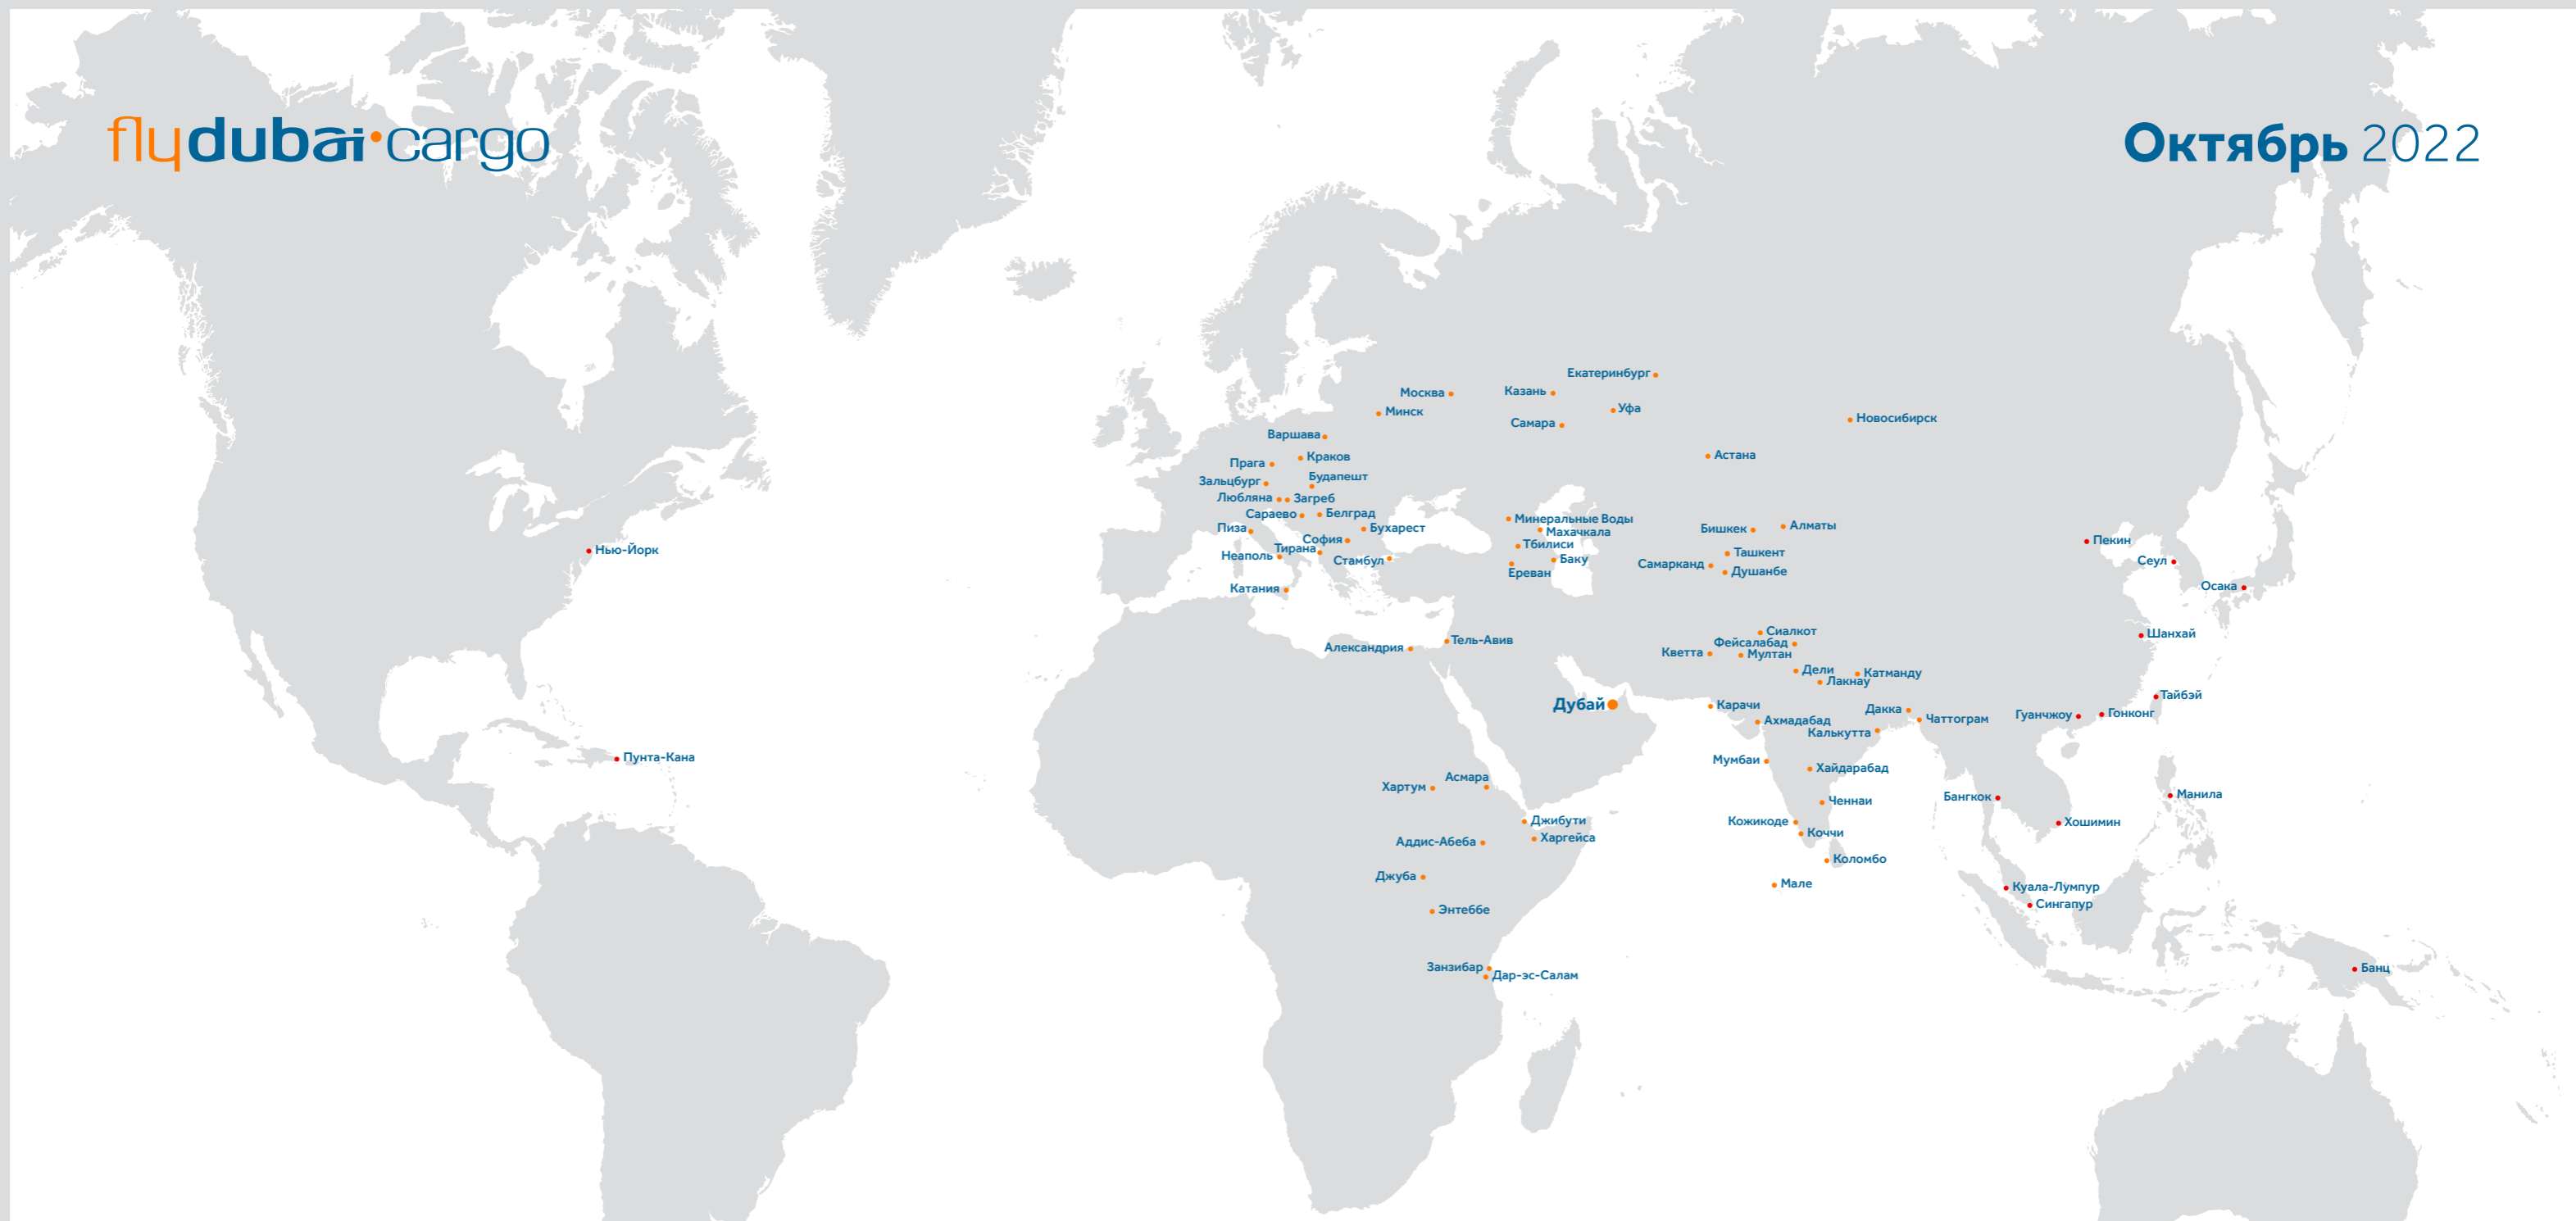 flydubai•cargo
Октябрь 2022
Екатеринбург
Москва
Казань
Минск
Уфа
Самара
Новосибирск
Варшава
Астана
Краков
Прага
Будапешт
Зальцбург
Любляна
Загреб
Сараево
Белград
Пиза
Бухарест
София
Тирана
Неаполь
Стамбул
Катания
Минеральные Воды
Махачкала
Тбилиси
Баку
Ереван
Бишкек
Алматы
Ташкент
Самарканд
Душанбе
Нью-Йорк
Пекин
Сеул
Осака
Шанхай
Тель-Авив
Александрия
Сиалкот
Фейсалабад
Кветта
Мултан
Дели
Катманду
Лакнау
Дубай
Карачи
Ахмадабад
Дакка
Чаттограм
Калькутта
Тайбэй
Гуанчжоу
Гонконг
Пунта-Кана
Мумбаи
Хайдарабад
Асмара
Хартум
Ченнаи
Бангкок
Манила
Джибути
Кожикоде
Хошимин
Коччи
Харгейса
Аддис-Абеба
Коломбо
Джуба
Мале
Куала-Лумпур
Сингапур
Энтеббе
Занзибар
Дар-эс-Салам
Банц